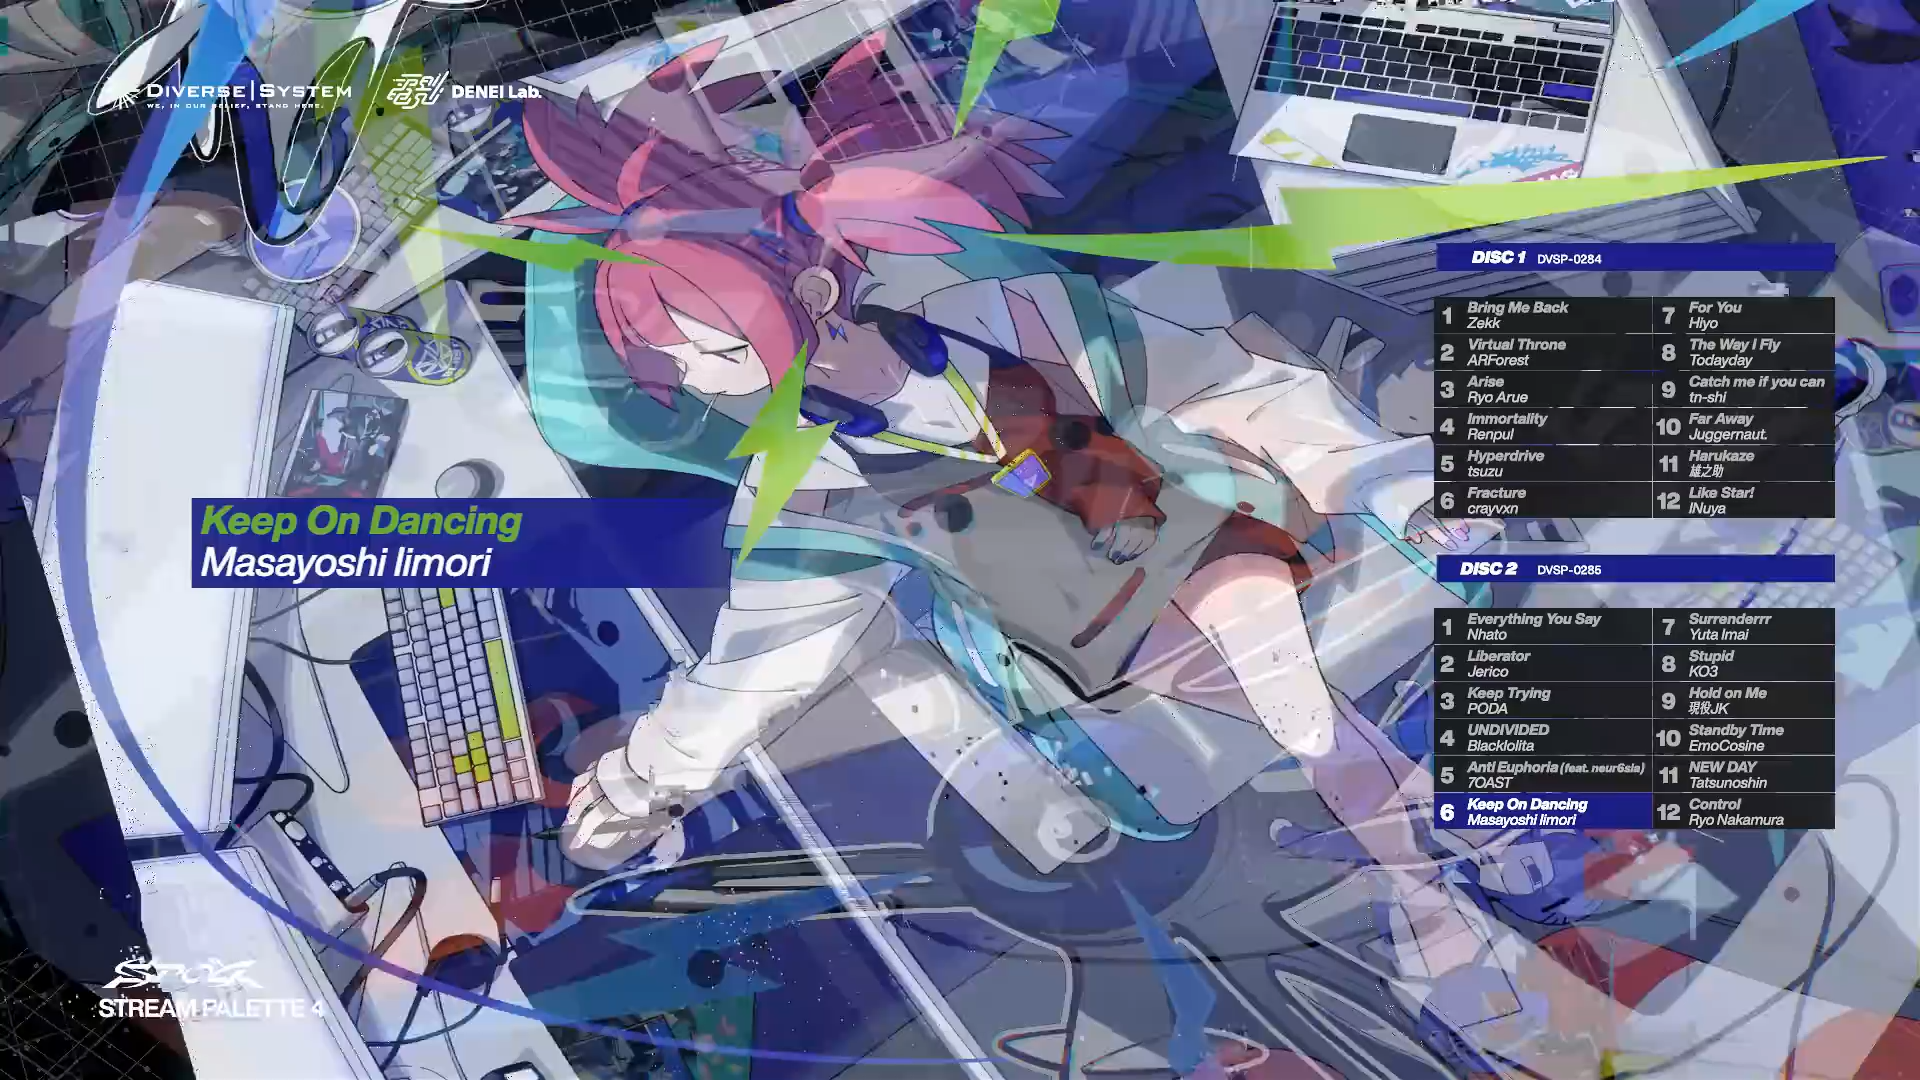 DIVERSE|SYSTEM
WE, IN OUR BELIEF, STAND HERE.
DENEI Lab.
DISC 1 DVSP-0284
1 Bring Me Back
Zekk
2 Virtual Throne
ARForest
3 Arise
Ryo Arue
4 Immortality
Renpul
5 Hyperdrive
tsuzu
6 Fracture
crayvxn
7 For You
Hiyo
8 The Way I Fly
Todayday
9 Catch me if you can
tn-shi
10 Far Away
Juggernaut.
11 Harukaze
雄之助
12 Like Star!
INuya
Keep On Dancing
Masayoshi Iimori
DISC 2 DVSP-0285
1 Everything You Say
Nhato
2 Liberator
Jerico
3 Keep Trying
PODA
4 UNDIVIDED
Blacklolita
5 Anti Euphoria (feat. neur6sia)
7OAST
6 Keep On Dancing
Masayoshi Iimori
7 Surrenderrr
Yuta Imai
8 Stupid
KO3
9 Hold on Me
現役JK
10 Standby Time
EmoCosine
11 NEW DAY
Tatsunoshin
12 Control
Ryo Nakamura
STREAM PALETTE 4